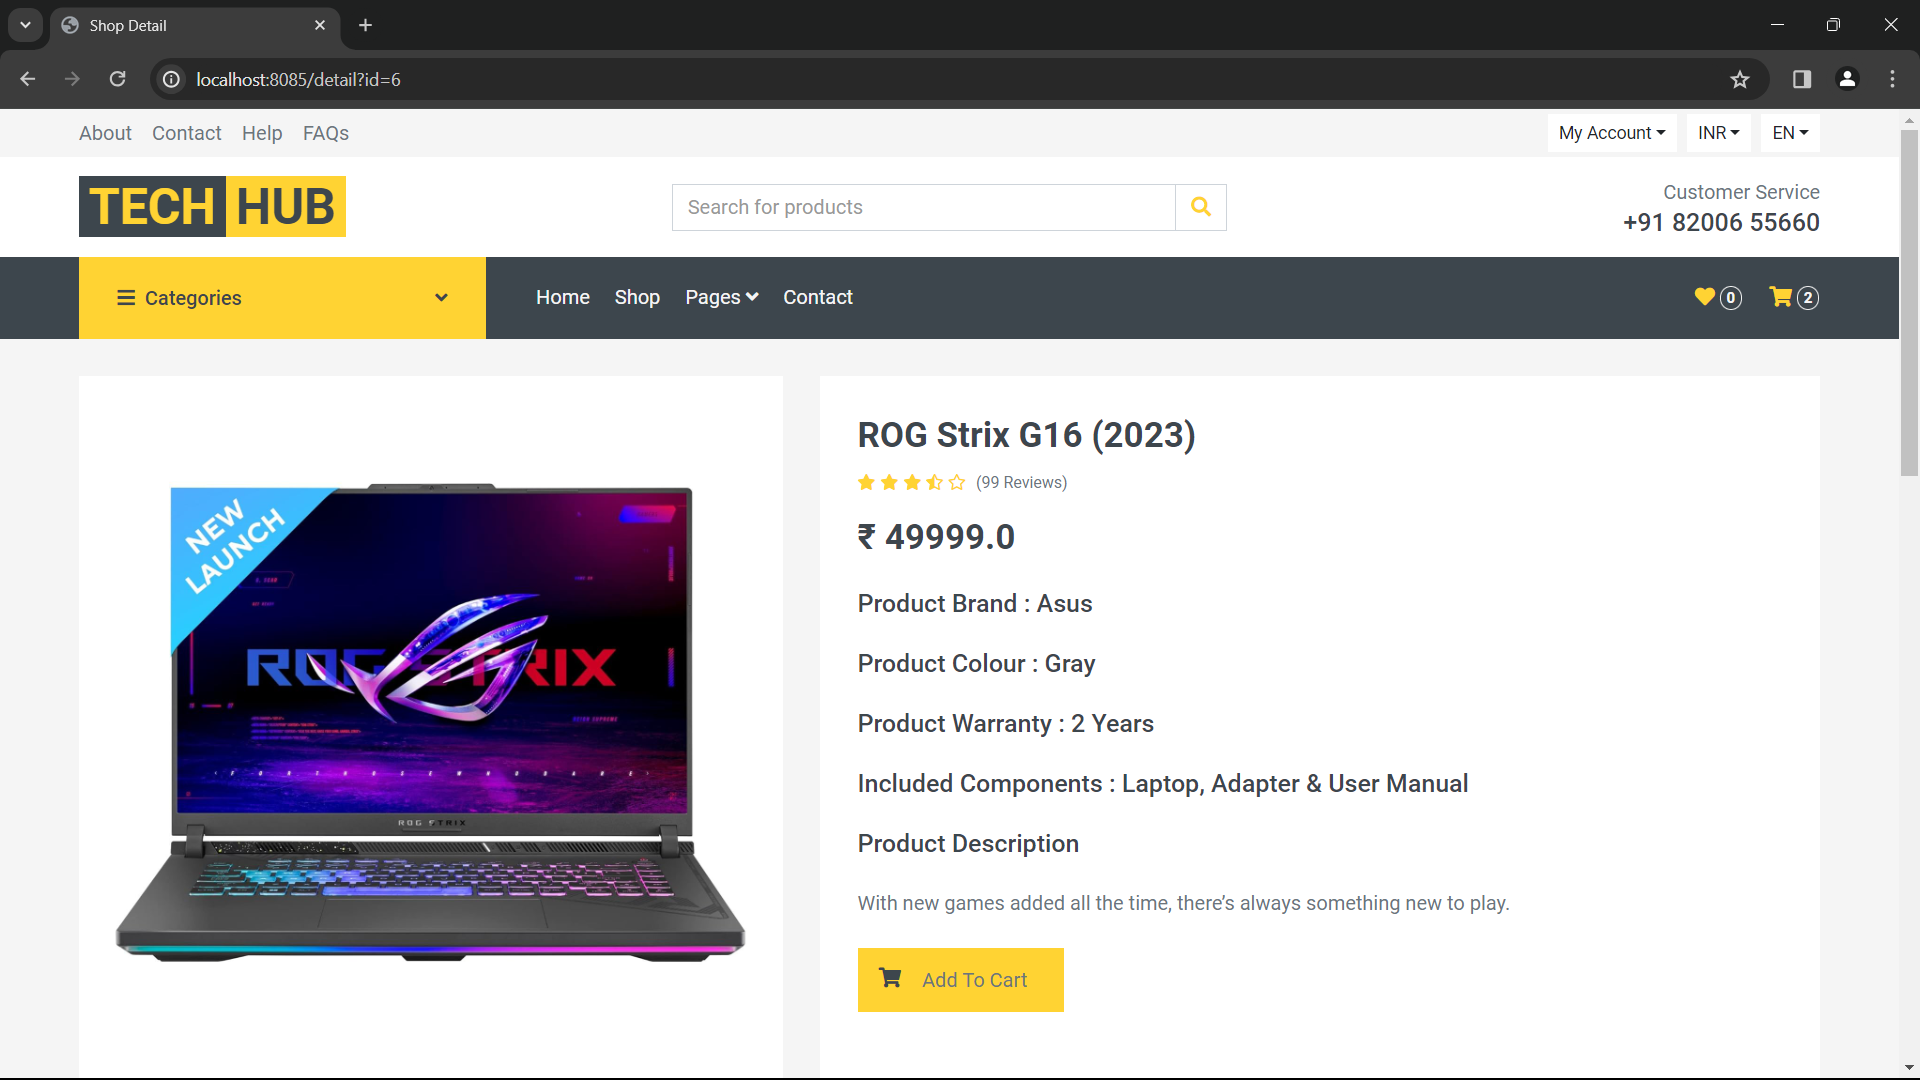 Shop Detail
localhost:8085/detail?id=6
About Contact Help FAQs
My Account INR EN
TECH HUB
Search for products
Customer Service
+91 82006 55660
Categories
Home Shop Pages Contact
0 2
NEW
LAUNCH
ROG STRIX
ROG STRIX
ROG Strix G16 (2023)
(99 Reviews)
₹ 49999.0
Product Brand : Asus
Product Colour : Gray
Product Warranty : 2 Years
Included Components : Laptop, Adapter & User Manual
Product Description
With new games added all the time, there’s always something new to play.
Add To Cart